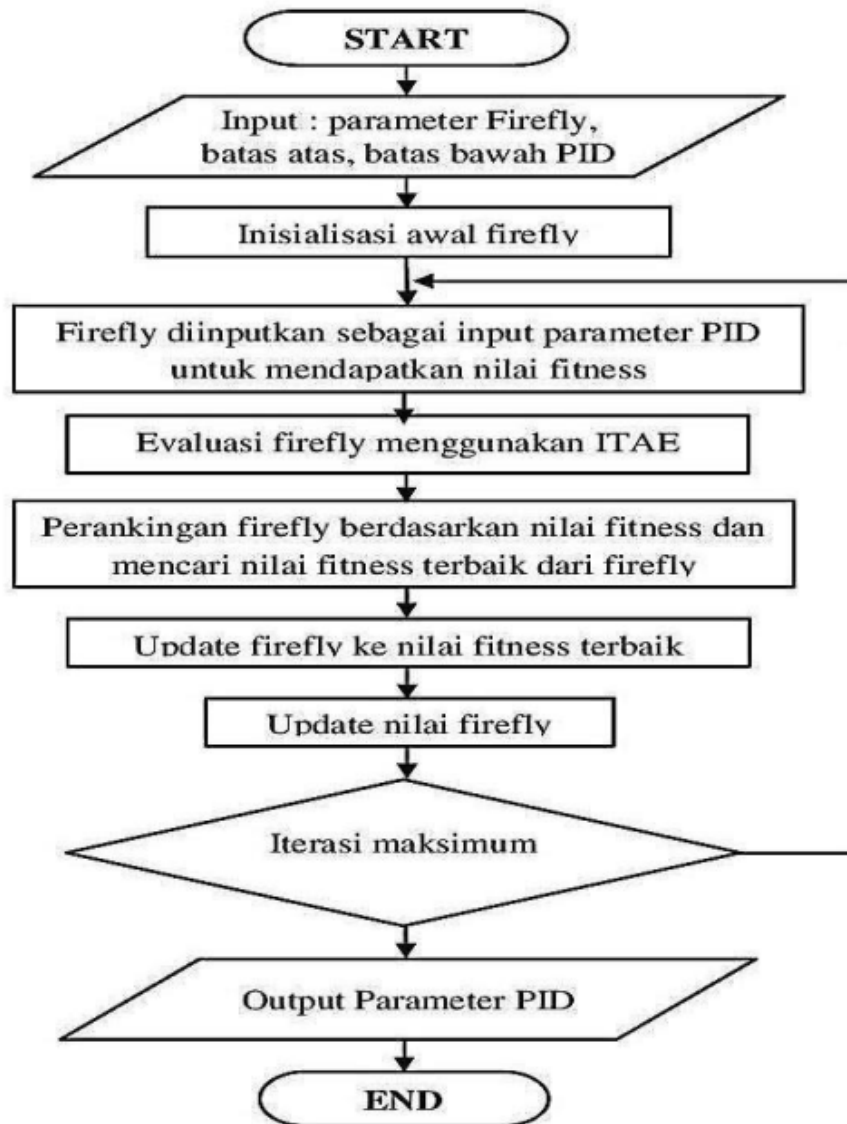 START
Input : parameter Firefly,
batas atas, batas bawah PID
Inisialisasi awal firefly
Firefly diinputkan sebagai input parameter PID
untuk mendapatkan nilai fitness
Evaluasi firefly menggunakan ITAE
Perankingan firefly berdasarkan nilai fitness dan
mencari nilai fitness terbaik dari firefly
Update firefly ke nilai fitness terbaik
Update nilai firefly
Iterasi maksimum
Output Parameter PID
END